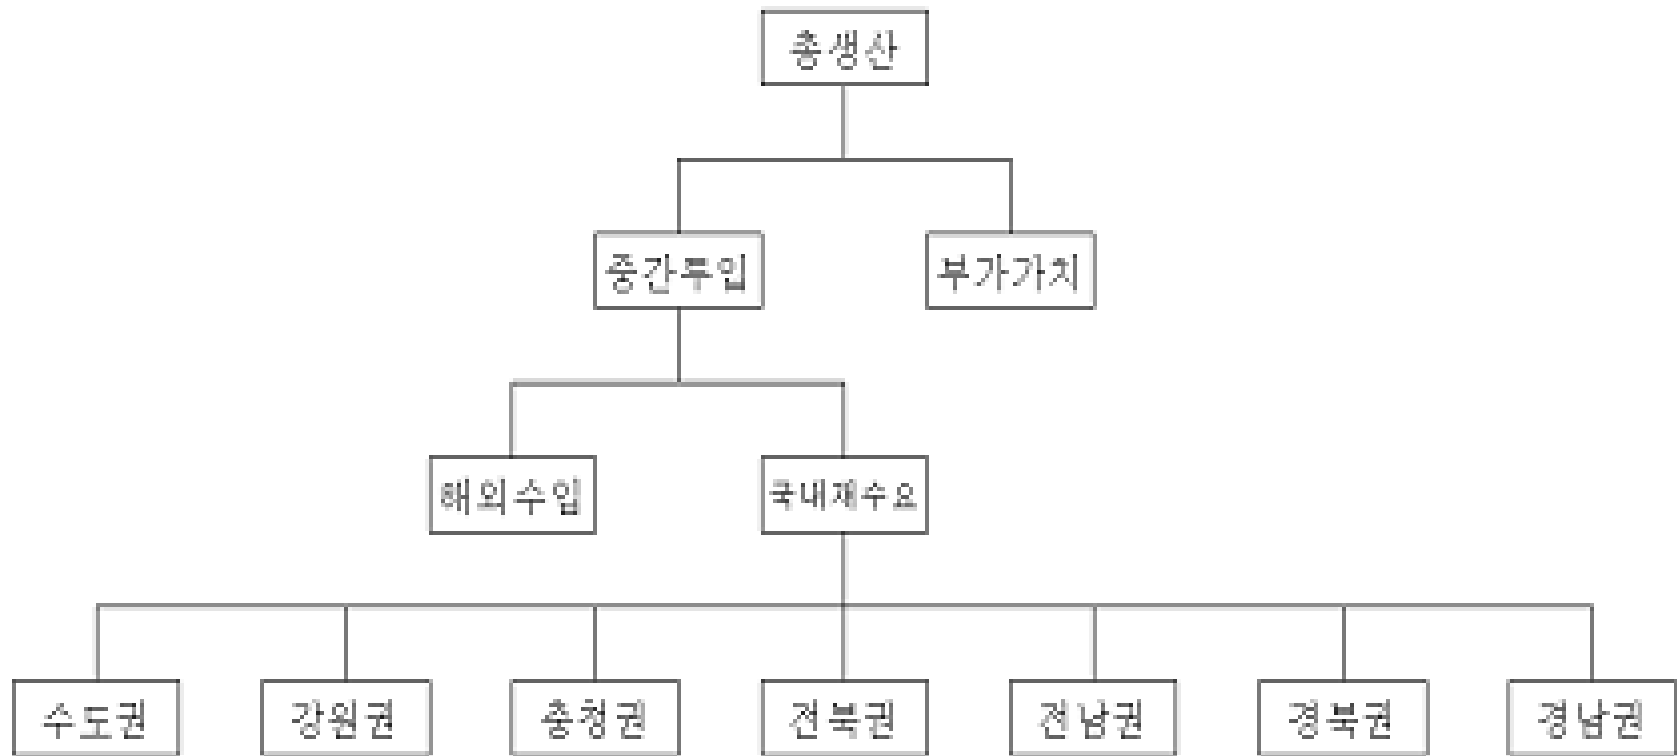 총생산
중간투입
부가가치
해외수입
국내재수요
수도권
강원권
충청권
전북권
전남권
경북권
경남권